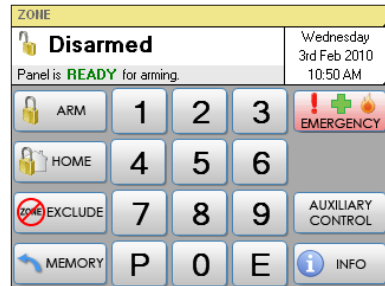 ZONE
Disarmed
Panel is READY for arming.
Wednesday
3rd Feb 2010
10:50 AM
ARM
1
2
3
EMERGENCY
HOME
4
5
6
ZONE EXCLUDE
7
8
9
AUXILIARY
CONTROL
MEMORY
P
0
E
i INFO